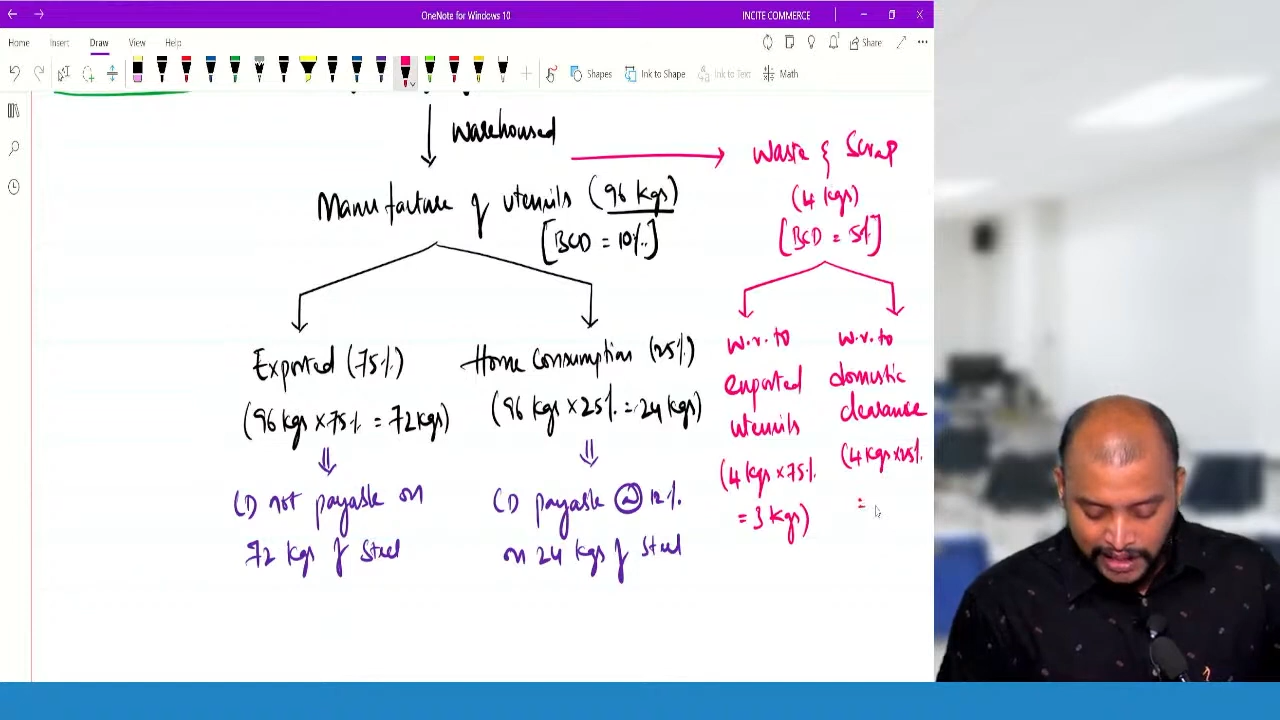 OneNote for Windows 10
INCITE COMMERCE
Home Insert Draw View Help
Share
Shapes
Ink to Shape
Ink to Text
Math
warehoused
Waste & Scrap
(4 kgs)
[BCD = 5%]
Manufacture of utensils (96 kgs)
[BCD = 10%]
Exported (75%)
(96 kgs x 75% = 72 kgs)
CD not payable on
72 kgs of Steel
Home Consumption (25%)
(96 kgs x 25% = 24 kgs)
CD payable @ 12%
on 24 kgs of Steel
w.r.to
exported
utensils
(4 kgs x 75%
= 3 kgs)
w.r.to
domestic
clearance
(4 kgs x 25%
=